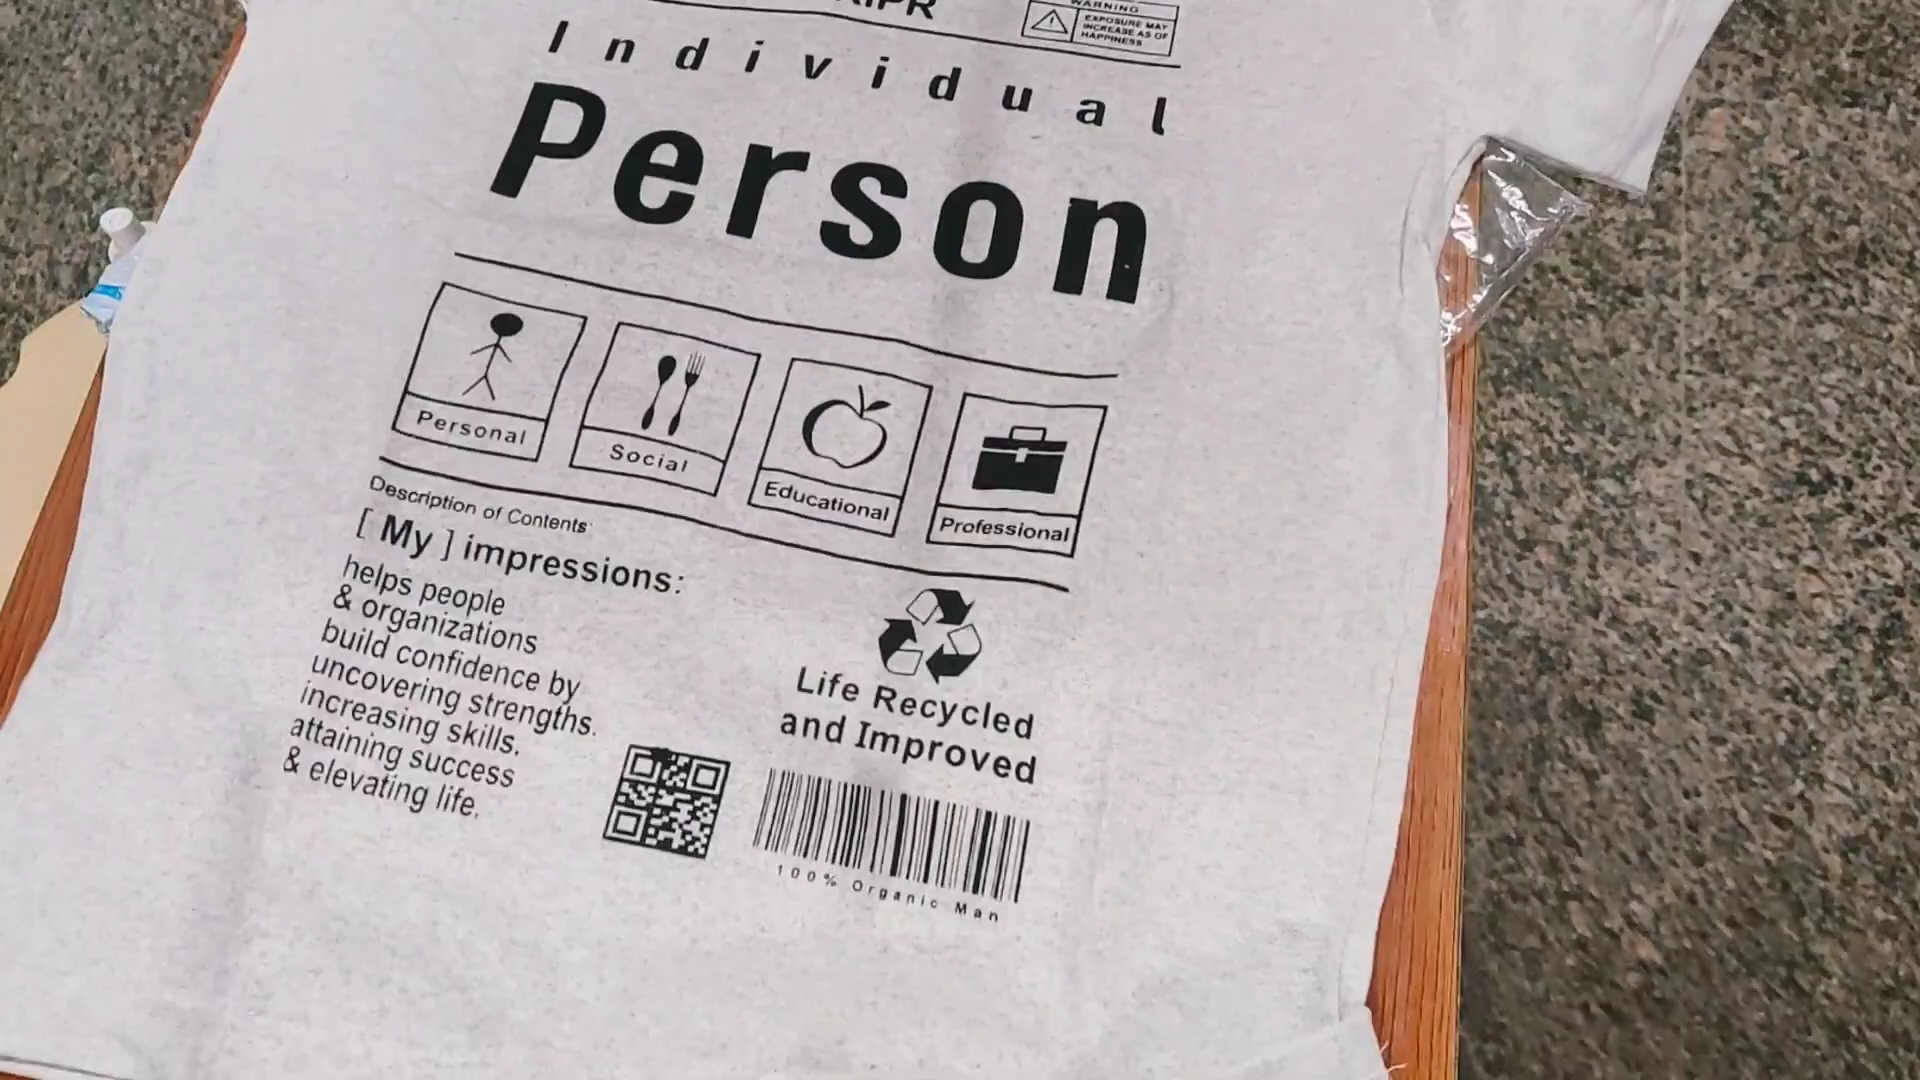 WARNING
EXPOSURE MAY
INCREASE AS OF
HAPPINESS
Individual
Person
Personal
Social
Educational
Professional
Description of Contents
[ My ] impressions:
helps people
& organizations
build confidence by
uncovering strengths.
increasing skills.
attaining success
& elevating life.
Life Recycled
and Improved
100% Organic Man